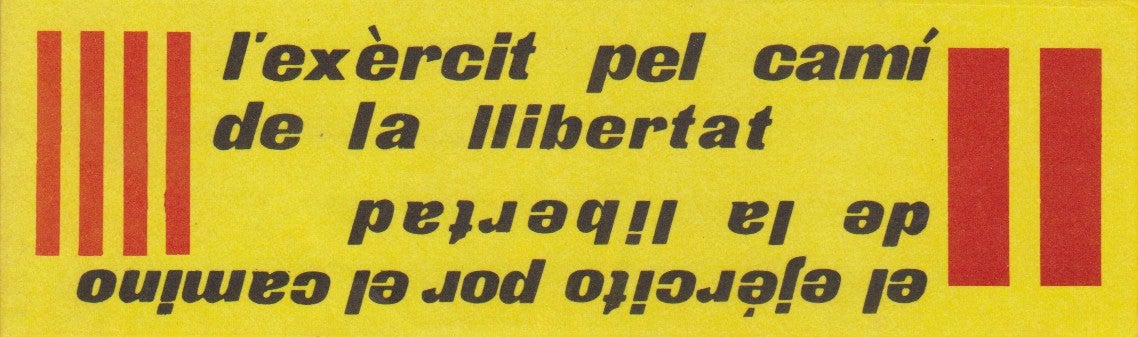 l'exèrcit pel camí
de la llibertat
el ejército por el camino
de la libertad